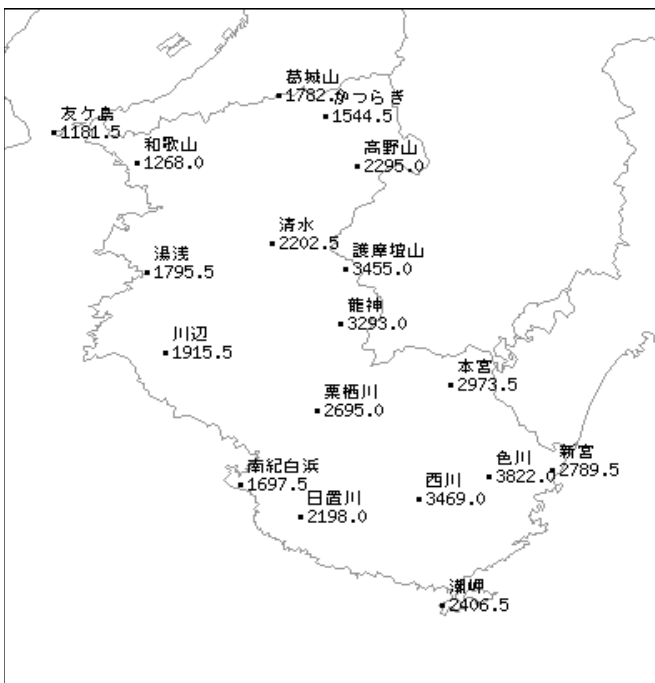 葛城山
1782.0
かつらぎ
1544.5
友ケ島
1181.5
和歌山
1268.0
高野山
2295.0
清水
2202.5
湯浅
1795.5
護摩壇山
3455.0
龍神
3293.0
川辺
1915.5
本宮
2973.5
栗栖川
2695.0
新宮
2789.5
色川
3822.0
南紀白浜
1697.5
西川
3469.0
日置川
2198.0
潮岬
2406.5